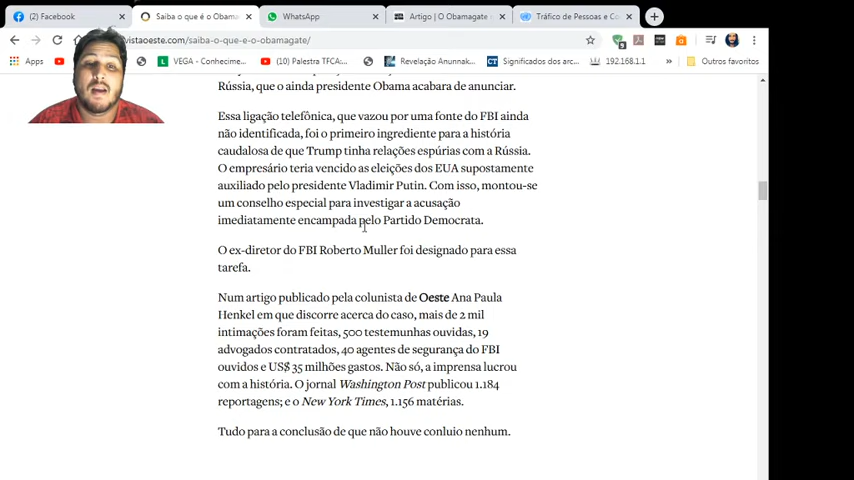 (2) Facebook
Saiba o que é o Obama
WhatsApp
Artigo | O Obamagate
Tráfico de Pessoas e Co
vistaoeste.com/saiba-o-que-e-o-obamagate/
Apps
VEGA - Conhecime...
(10) Palestra TFCA:...
Revelação Anunnak...
Significados dos arc...
192.168.1.1
Outros favoritos
Rússia, que o ainda presidente Obama acabara de anunciar.
Essa ligação telefônica, que vazou por uma fonte do FBI ainda
não identificada, foi o primeiro ingrediente para a história
caudalosa de que Trump tinha relações espúrias com a Rússia.
O empresário teria vencido as eleições dos EUA supostamente
auxiliado pelo presidente Vladimir Putin. Com isso, montou-se
um conselho especial para investigar a acusação
imediatamente encampada pelo Partido Democrata.
O ex-diretor do FBI Roberto Muller foi designado para essa
tarefa.
Num artigo publicado pela colunista de Oeste Ana Paula
Henkel em que discorre acerca do caso, mais de 2 mil
intimações foram feitas, 500 testemunhas ouvidas, 19
advogados contratados, 40 agentes de segurança do FBI
ouvidos e US$ 35 milhões gastos. Não só, a imprensa lucrou
com a história. O jornal Washington Post publicou 1.184
reportagens; e o New York Times, 1.156 matérias.
Tudo para a conclusão de que não houve conluio nenhum.